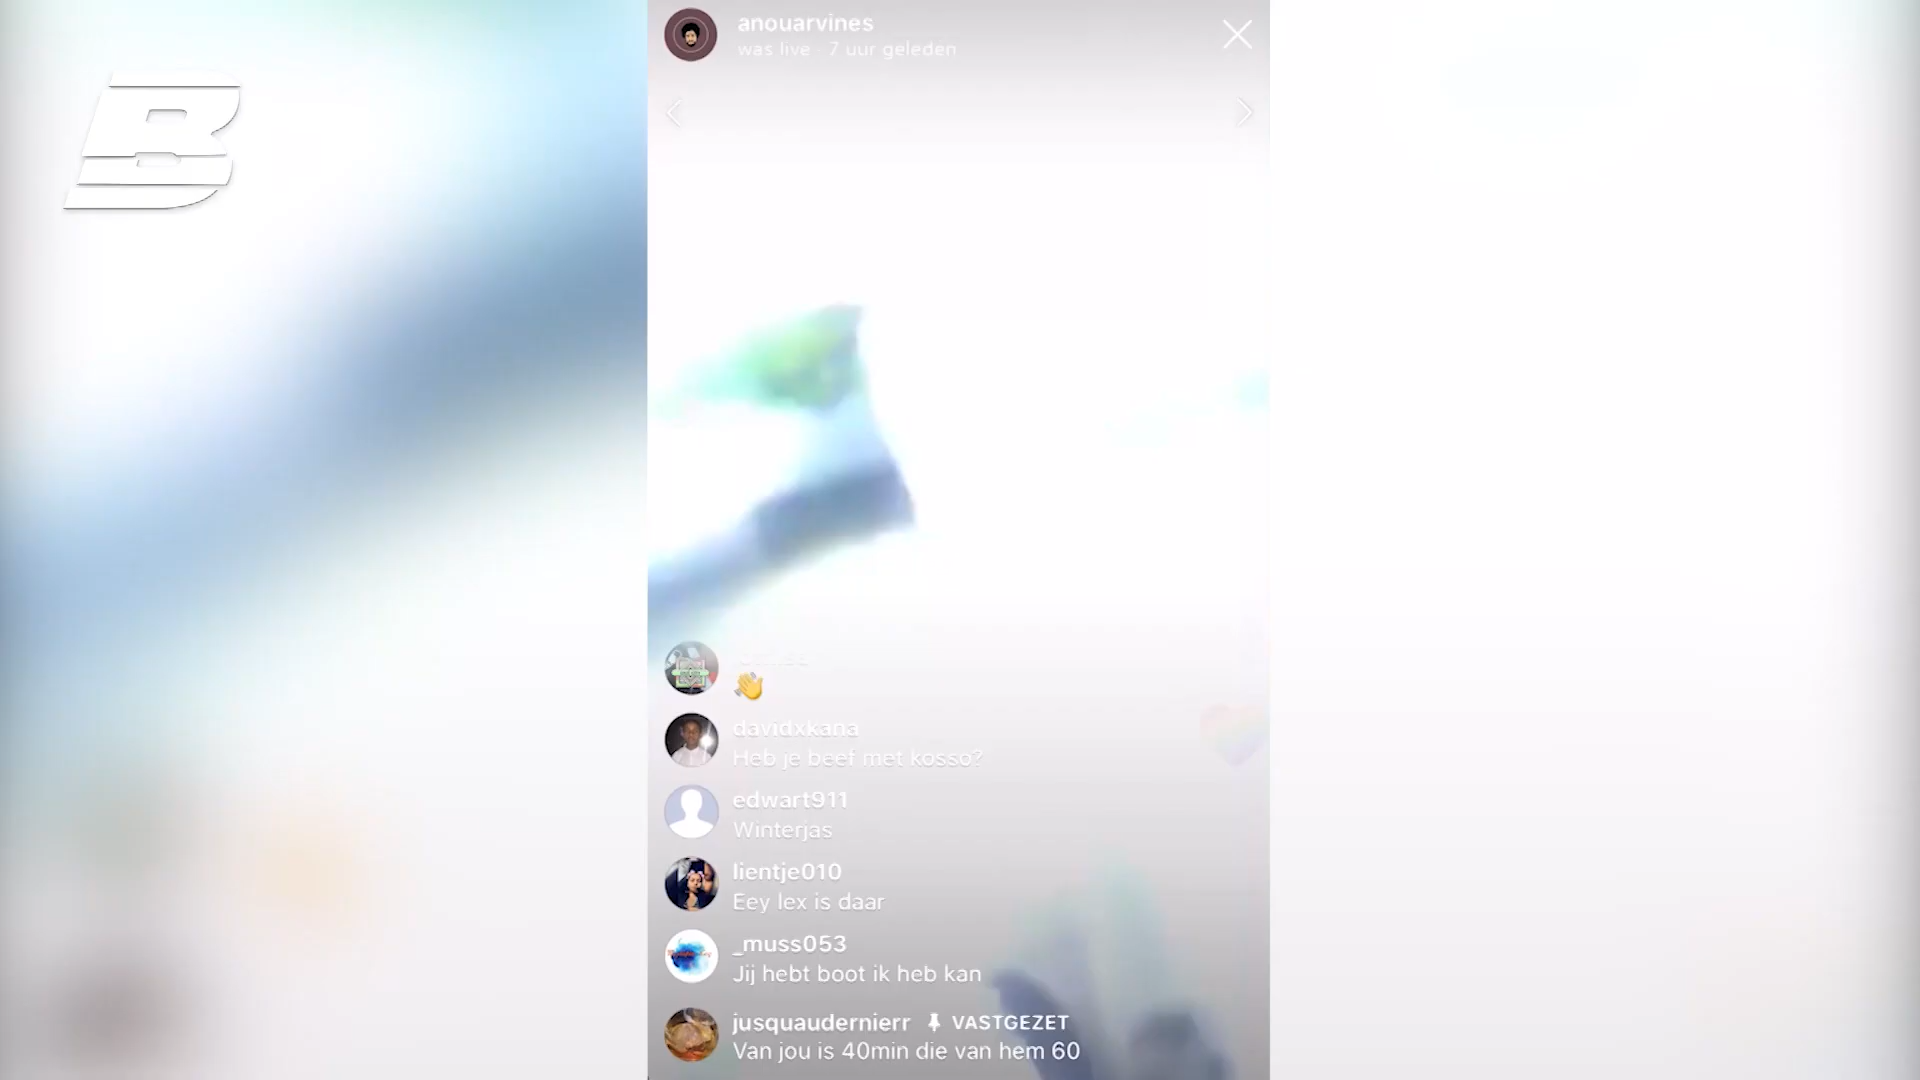 B
anouarvines
was live · 7 uur geleden
davidxkana
Heb je beef met kosso?
edwart911
Winterjas
lientje010
Eey lex is daar
_muss053
Jij hebt boot ik heb kan
jusquaudernierr VASTGEZET
Van jou is 40min die van hem 60